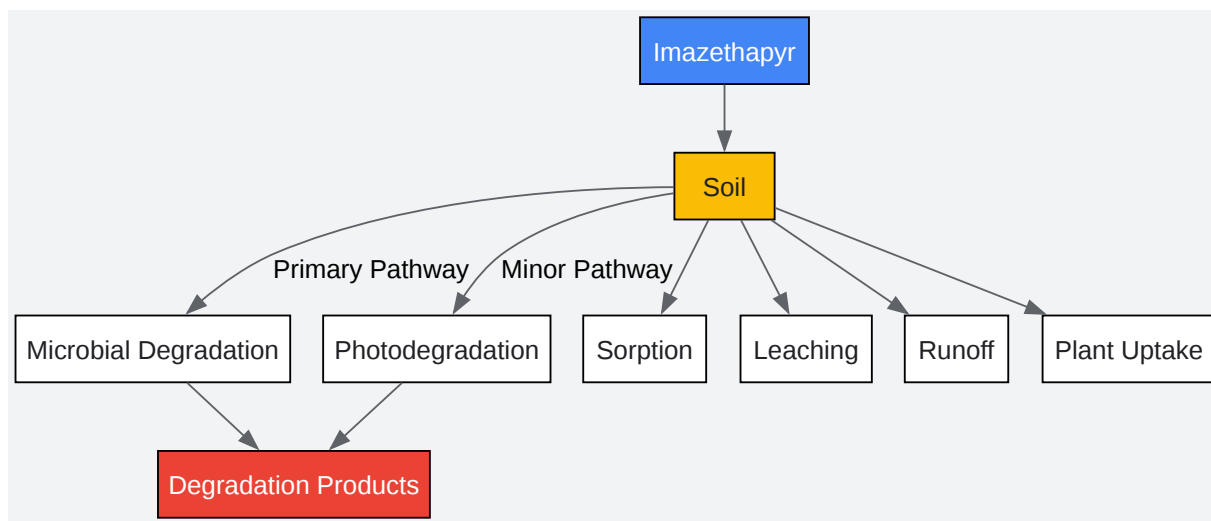 Imazethapyr
Soil
Primary Pathway
Minor Pathway
Microbial Degradation
Photodegradation
Sorption
Leaching
Runoff
Plant Uptake
Degradation Products